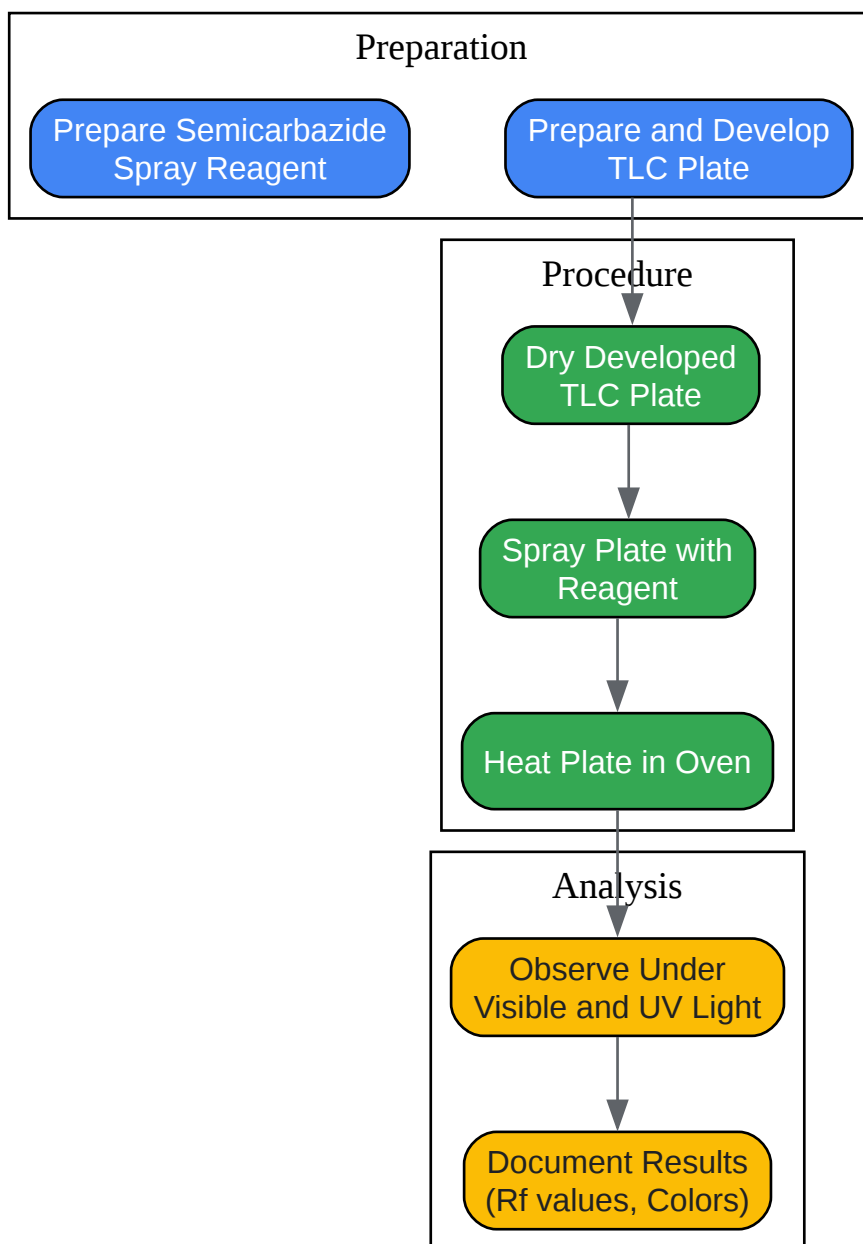 Preparation
Prepare Semicarbazide
Spray Reagent
Prepare and Develop
TLC Plate
Procedure
Dry Developed
TLC Plate
Spray Plate with
Reagent
Heat Plate in Oven
Analysis
Observe Under
Visible and UV Light
Document Results
(Rf values, Colors)